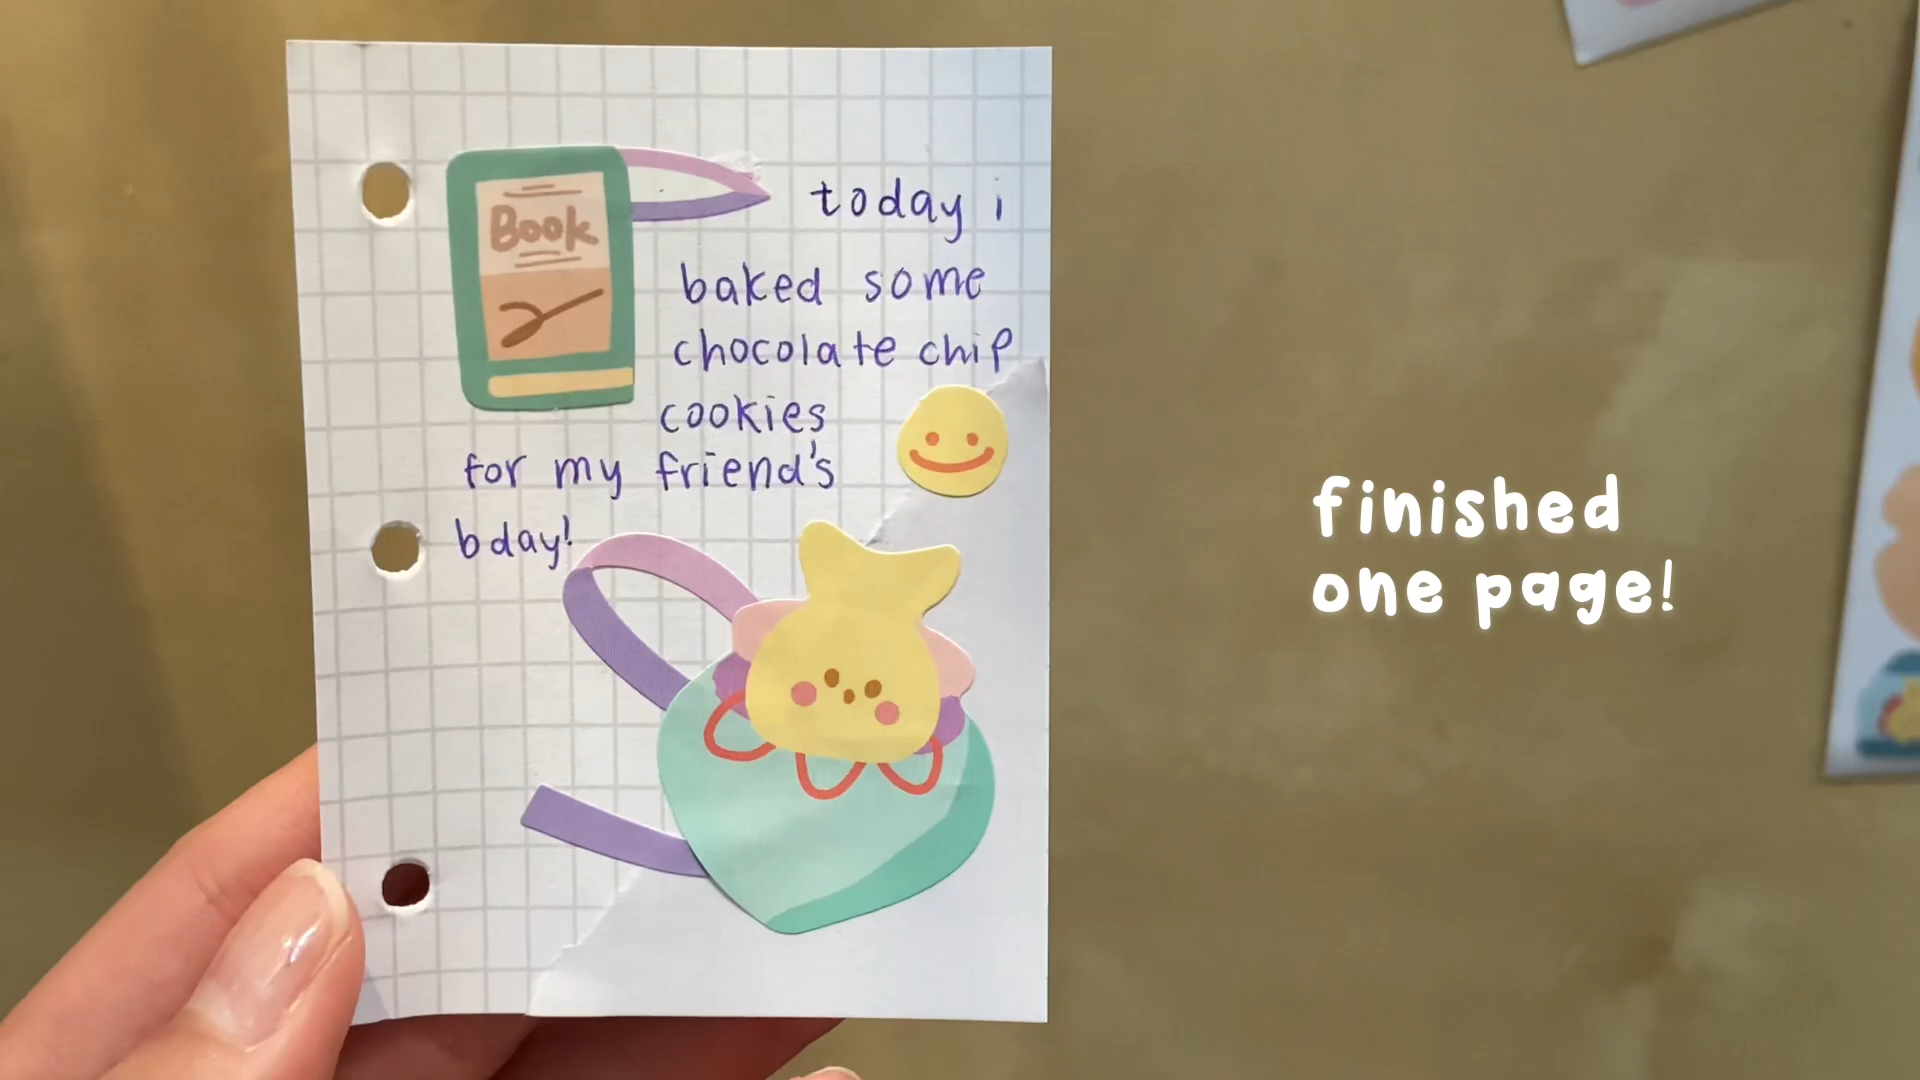 Book
today i
baked some
chocolate chip
cookies
for my friend's
bday!
finished
one page!